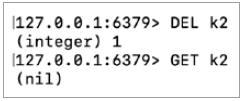 127.0.0.1:6379> DEL k2
(integer) 1
127.0.0.1:6379> GET k2
(nil)